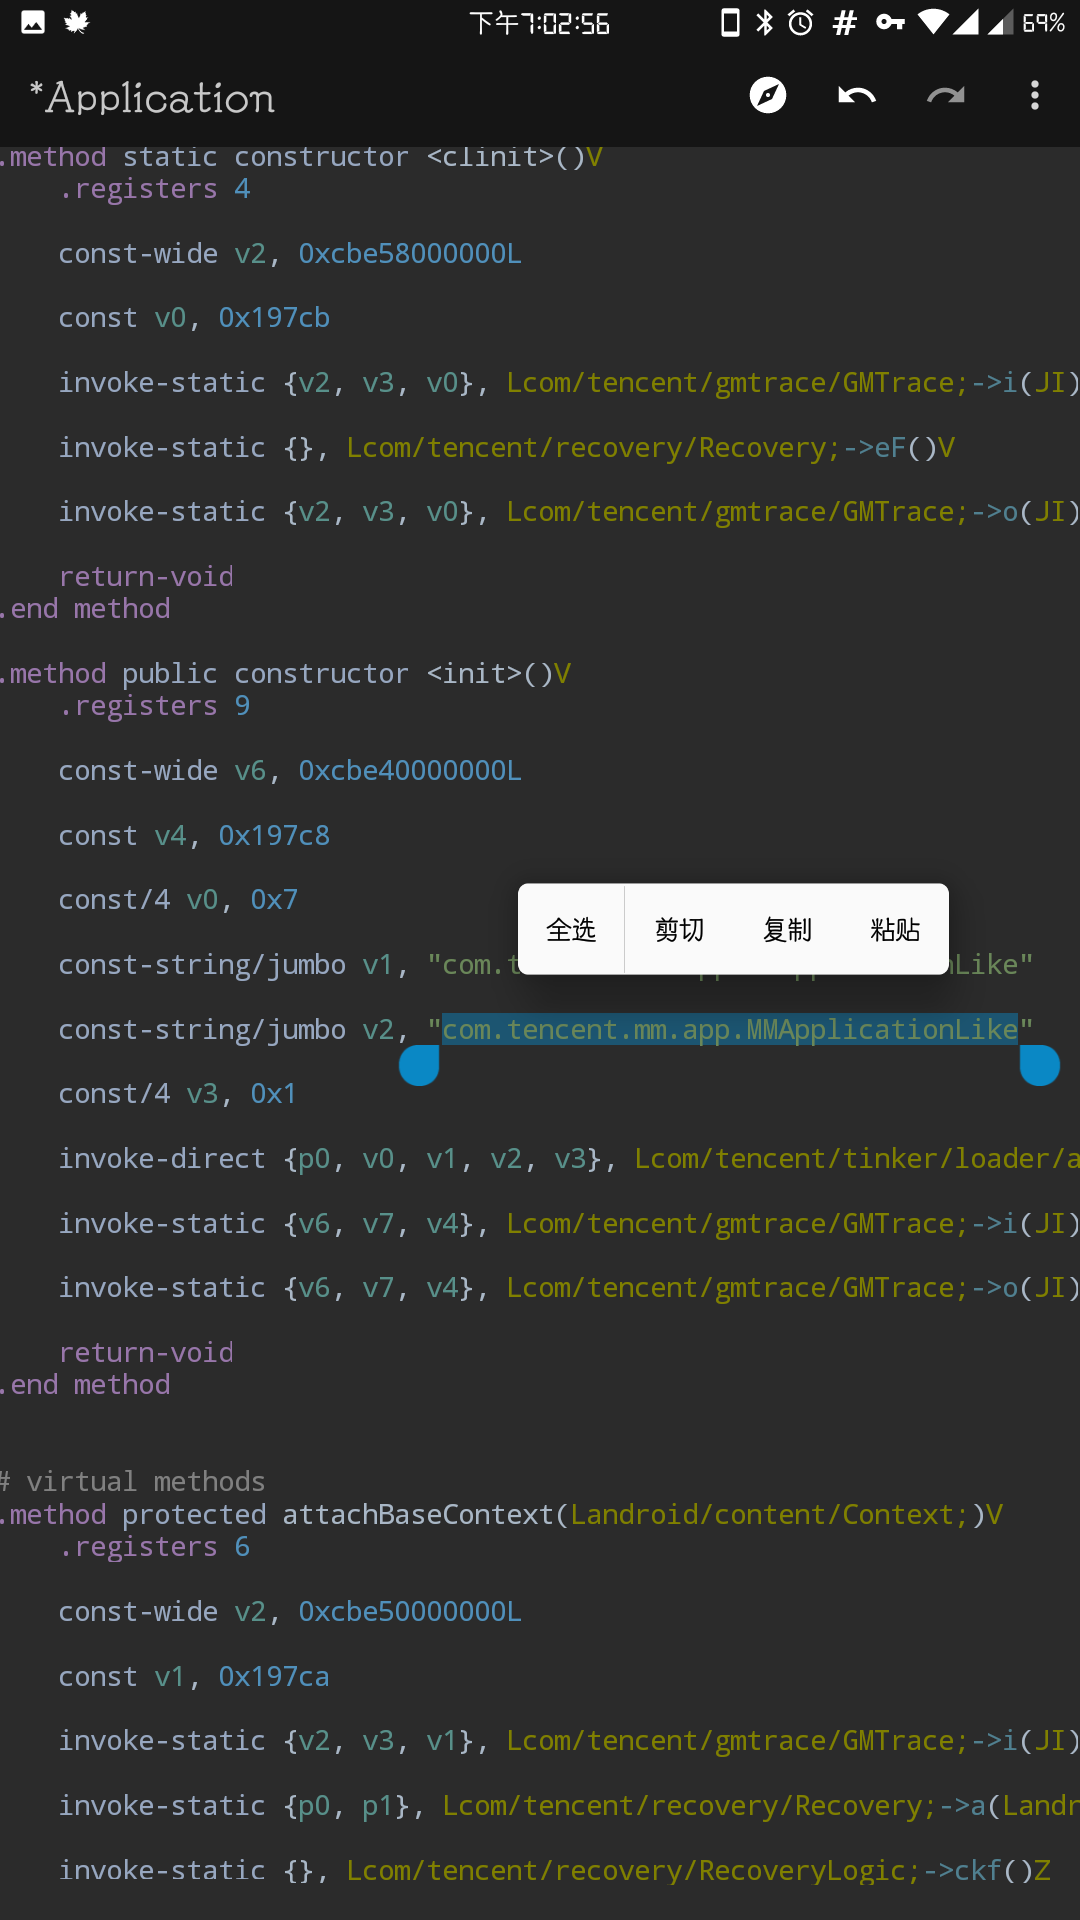 下午7:02:56 69%
*Application
.method static constructor <clinit>()V
.registers 4
const-wide v2, 0xcbe58000000L
const v0, 0x197cb
invoke-static {v2, v3, v0}, Lcom/tencent/gmtrace/GMTrace;->i(JI)
invoke-static {}, Lcom/tencent/recovery/Recovery;->eF()V
invoke-static {v2, v3, v0}, Lcom/tencent/gmtrace/GMTrace;->o(JI)
return-void
.end method
.method public constructor <init>()V
.registers 9
const-wide v6, 0xcbe40000000L
const v4, 0x197c8
const/4 v0, 0x7
全选 剪切 复制 粘贴
const-string/jumbo v1, "com.t nLike"
const-string/jumbo v2, "com.tencent.mm.app.MMApplicationLike"
const/4 v3, 0x1
invoke-direct {p0, v0, v1, v2, v3}, Lcom/tencent/tinker/loader/a
invoke-static {v6, v7, v4}, Lcom/tencent/gmtrace/GMTrace;->i(JI)
invoke-static {v6, v7, v4}, Lcom/tencent/gmtrace/GMTrace;->o(JI)
return-void
.end method
# virtual methods
.method protected attachBaseContext(Landroid/content/Context;)V
.registers 6
const-wide v2, 0xcbe50000000L
const v1, 0x197ca
invoke-static {v2, v3, v1}, Lcom/tencent/gmtrace/GMTrace;->i(JI)
invoke-static {p0, p1}, Lcom/tencent/recovery/Recovery;->a(Landr
invoke-static {}, Lcom/tencent/recovery/RecoveryLogic;->ckf()Z